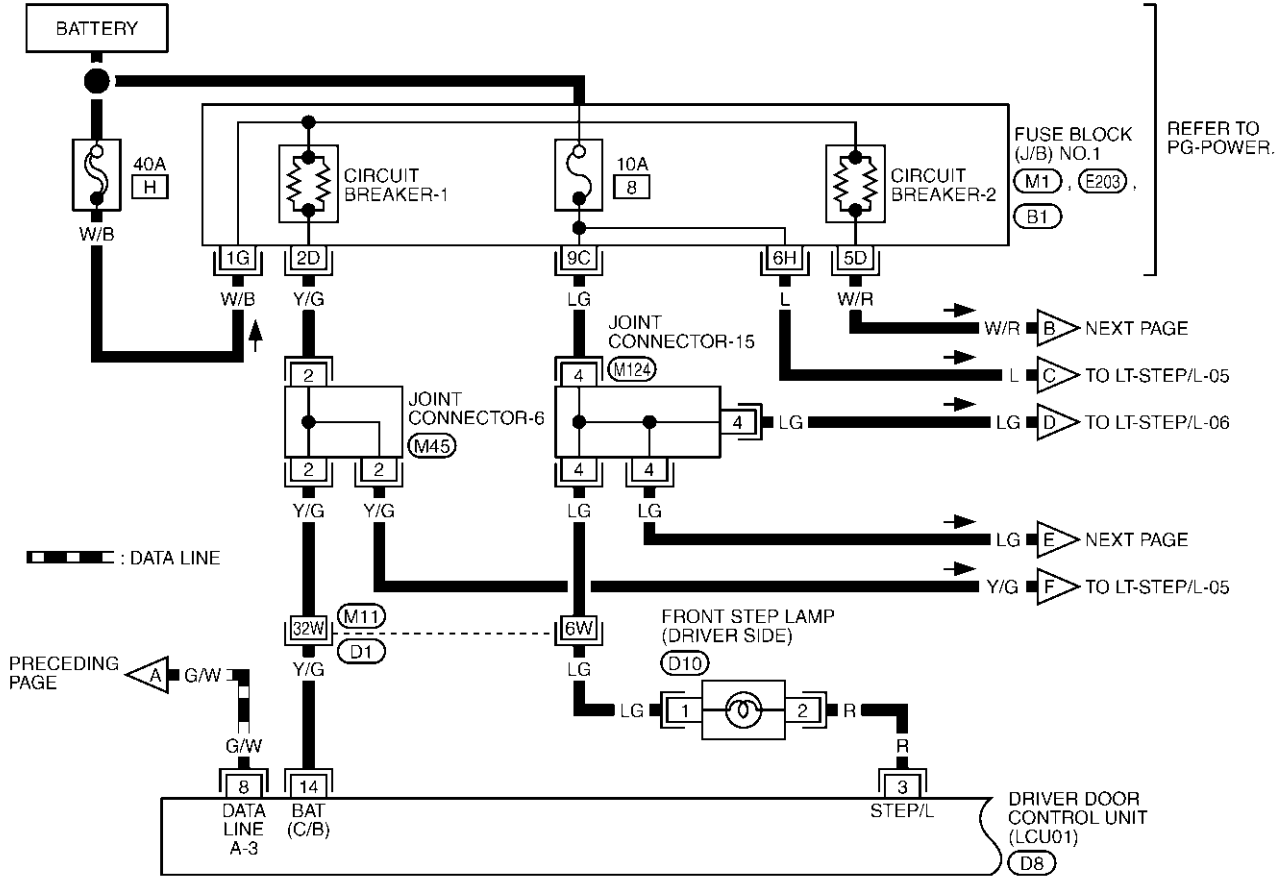 BATTERY
40A
H
W/B
CIRCUIT
BREAKER-1
10A
8
CIRCUIT
BREAKER-2
FUSE BLOCK
(J/B) NO.1
M1 , E203 ,
B1
REFER TO
PG-POWER.
1G
2D
9C
6H
5D
W/B
Y/G
LG
L
W/R
W/R B NEXT PAGE
L C TO LT-STEP/L-05
JOINT
CONNECTOR-15
M124
2
4
JOINT
CONNECTOR-6
M45
4 LG
LG D TO LT-STEP/L-06
2
2
4
4
Y/G
Y/G
LG
LG
LG E NEXT PAGE
: DATA LINE
Y/G F TO LT-STEP/L-05
32W
M11
D1
6W
FRONT STEP LAMP
(DRIVER SIDE)
D10
Y/G
LG
PRECEDING
PAGE
A G/W
LG 1 2 R
G/W
R
8
14
3
DATA
LINE
A-3
BAT
(C/B)
STEP/L
DRIVER DOOR
CONTROL UNIT
(LCU01)
D8